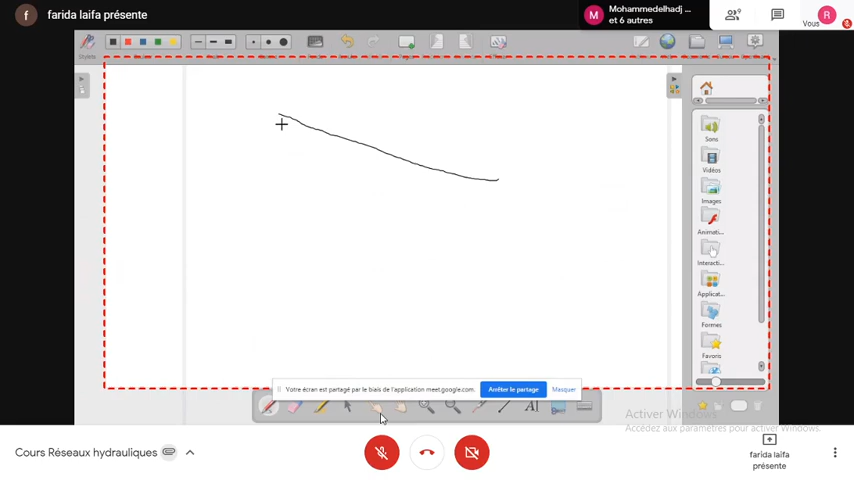 f farida laifa présente
M Mohammedelhadj ...
et 6 autres
9
R
Vous
Stylets
Sons
Vidéos
Images
Animati...
Interacti...
Applicat...
Formes
Favoris
Votre écran est partagé par le biais de l'application meet.google.com.
Arrêter le partage
Masquer
Activer Windows
Accédez aux paramètres pour activer Windows.
Cours Réseaux hydrauliques
farida laifa
présente